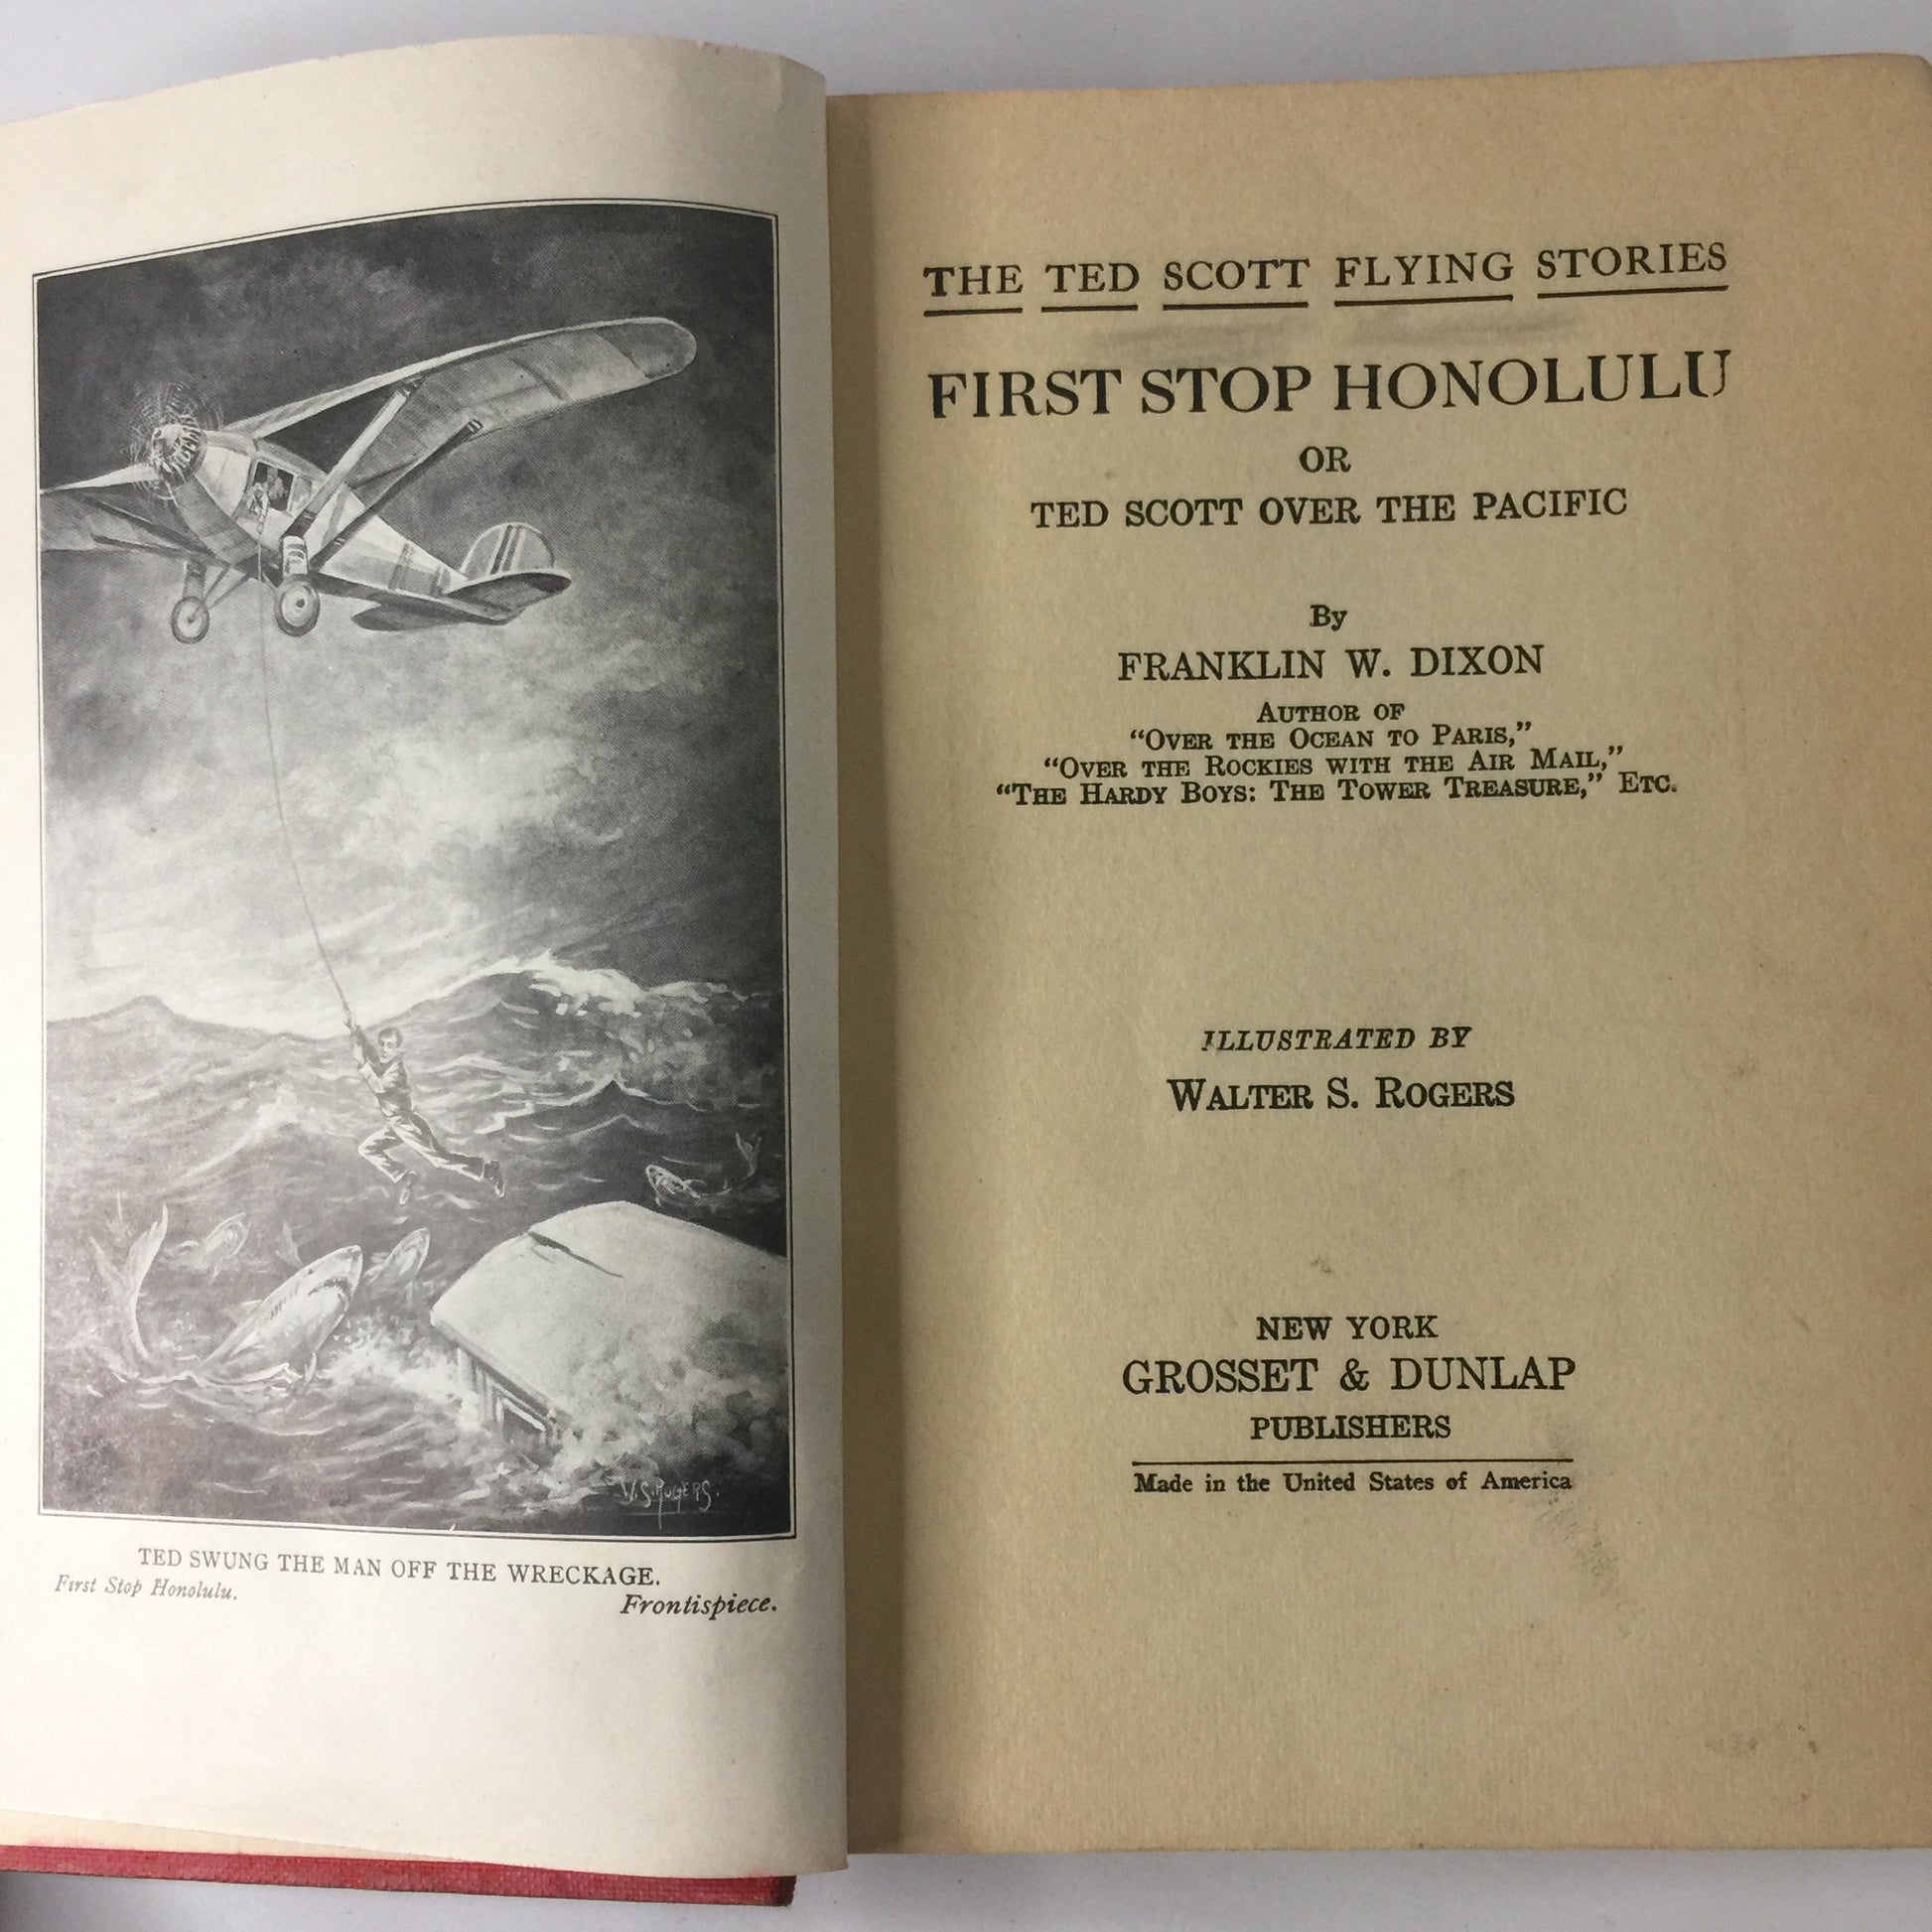 W.S.ROGERS.
TED SWUNG THE MAN OFF THE WRECKAGE.
First Stop Honolulu.
Frontispiece.
THE TED SCOTT FLYING STORIES
FIRST STOP HONOLULU
OR
TED SCOTT OVER THE PACIFIC
By
FRANKLIN W. DIXON
AUTHOR OF
“OVER THE OCEAN TO PARIS,”
“OVER THE ROCKIES WITH THE AIR MAIL,”
“THE HARDY BOYS: THE TOWER TREASURE,” ETC.
ILLUSTRATED BY
WALTER S. ROGERS
NEW YORK
GROSSET & DUNLAP
PUBLISHERS
Made in the United States of America